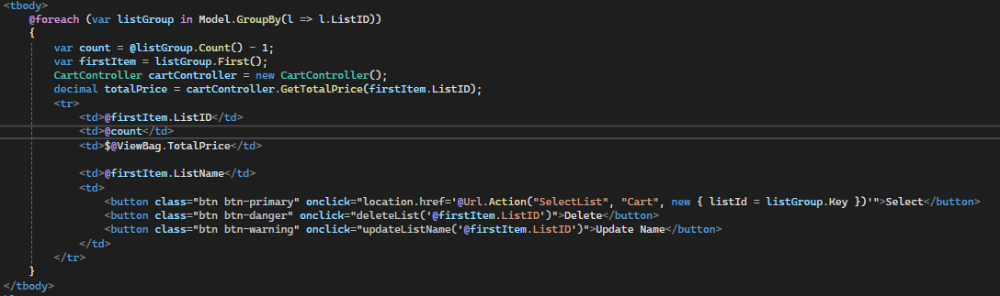 <tbody>
@foreach (var listGroup in Model.GroupBy(l => l.ListID))
{
var count = @listGroup.Count() - 1;
var firstItem = listGroup.First();
CartController cartController = new CartController();
decimal totalPrice = cartController.GetTotalPrice(firstItem.ListID);
<tr>
<td>@firstItem.ListID</td>
<td>@count</td>
<td>$@ViewBag.TotalPrice</td>
<td>@firstItem.ListName</td>
<td>
<button class="btn btn-primary" onclick="location.href='@Url.Action("SelectList", "Cart", new { listId = listGroup.Key })'">Select</button>
<button class="btn btn-danger" onclick="deleteList('@firstItem.ListID')">Delete</button>
<button class="btn btn-warning" onclick="updateListName('@firstItem.ListID')">Update Name</button>
</td>
</tr>
}
</tbody>